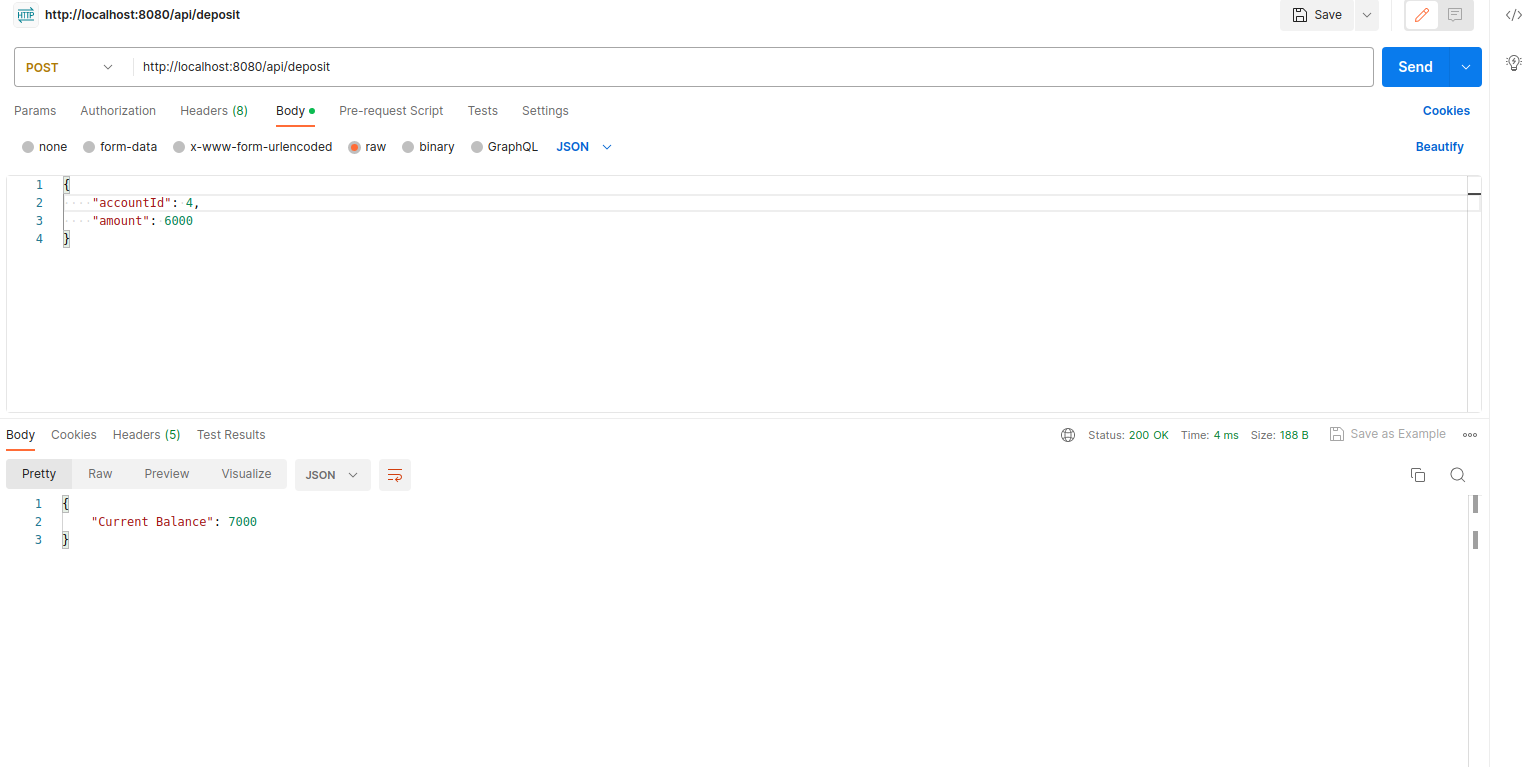 HTTP http://localhost:8080/api/deposit Save
POST http://localhost:8080/api/deposit Send
Params Authorization Headers (8) Body Pre-request Script Tests Settings Cookies
none form-data x-www-form-urlencoded raw binary GraphQL JSON Beautify
1 {
2 "accountId": 4,
3 "amount": 6000
4 }
Body Cookies Headers (5) Test Results Status: 200 OK Time: 4 ms Size: 188 B Save as Example
Pretty Raw Preview Visualize JSON
1 {
2 "Current Balance": 7000
3 }